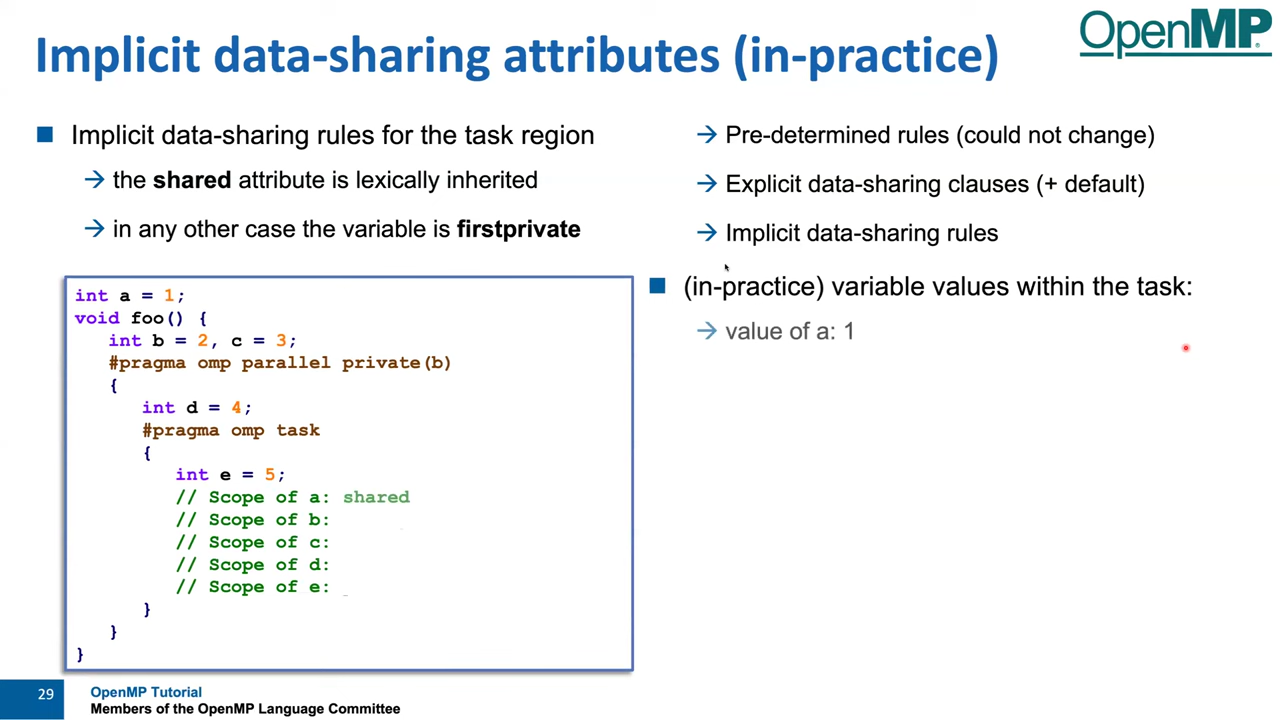 Implicit data-sharing attributes (in-practice)
OpenMP®
Implicit data-sharing rules for the task region
→ the shared attribute is lexically inherited
→ in any other case the variable is firstprivate
int a = 1;
void foo() {
int b = 2, c = 3;
#pragma omp parallel private(b)
{
int d = 4;
#pragma omp task
{
int e = 5;
// Scope of a: shared
// Scope of b:
// Scope of c:
// Scope of d:
// Scope of e:
}
}
}
→ Pre-determined rules (could not change)
→ Explicit data-sharing clauses (+ default)
→ Implicit data-sharing rules
(in-practice) variable values within the task:
→ value of a: 1
29
OpenMP Tutorial
Members of the OpenMP Language Committee